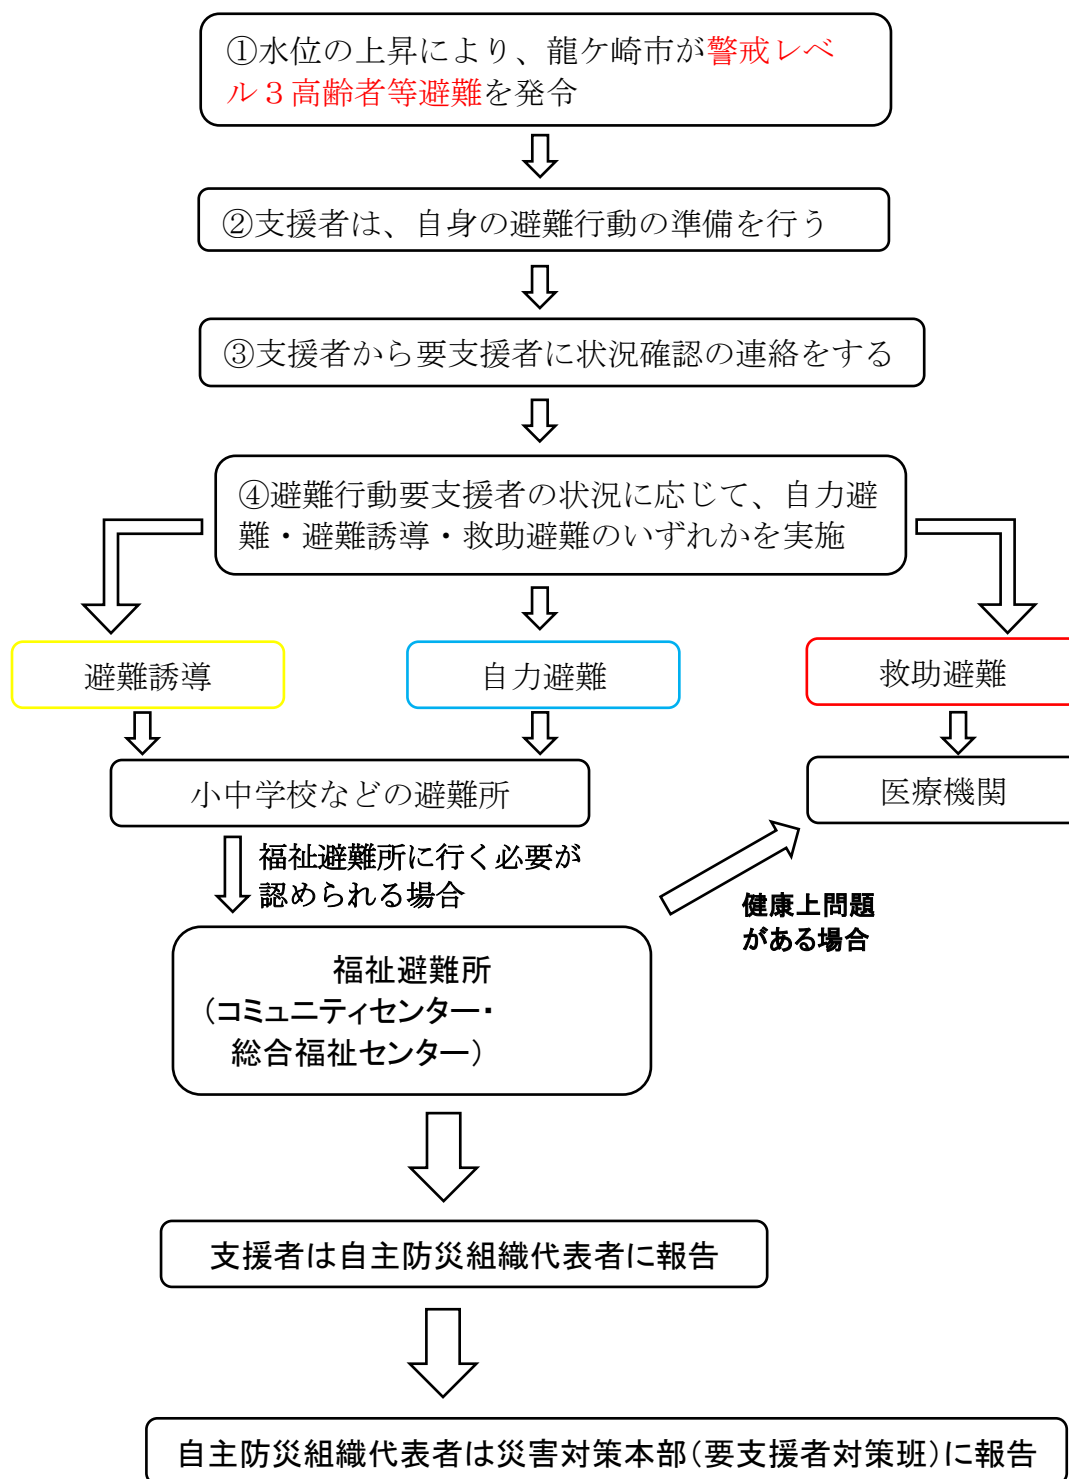 ①水位の上昇により、龍ケ崎市が警戒レベ
ル３高齢者等避難を発令
②支援者は、自身の避難行動の準備を行う
③支援者から要支援者に状況確認の連絡をする
④避難行動要支援者の状況に応じて、自力避
難・避難誘導・救助避難のいずれかを実施
避難誘導
自力避難
救助避難
小中学校などの避難所
医療機関
福祉避難所に行く必要が
認められる場合
健康上問題
がある場合
福祉避難所
（コミュニティセンター・
総合福祉センター）
支援者は自主防災組織代表者に報告
自主防災組織代表者は災害対策本部（要支援者対策班）に報告